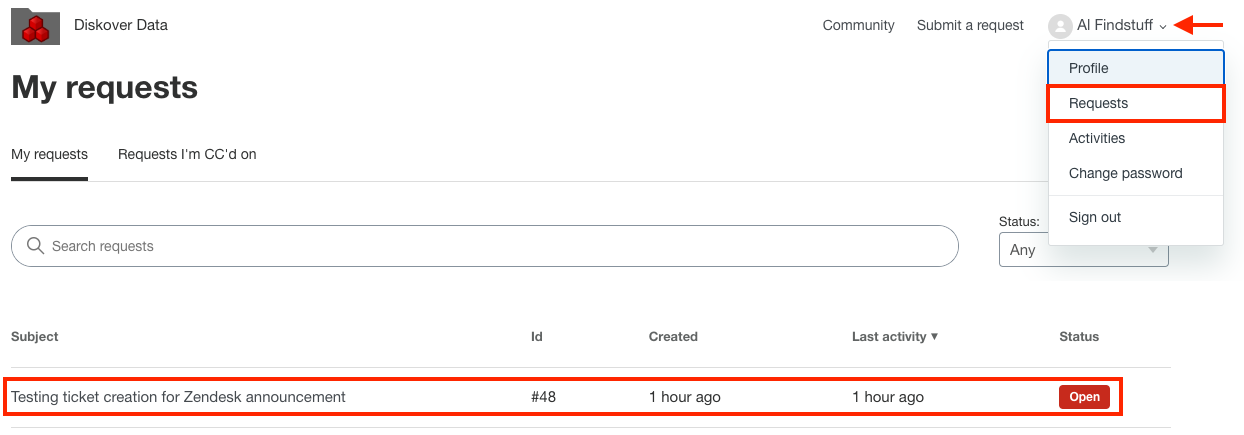 Diskover Data
Community Submit a request Al Findstuff
My requests
Profile
Requests
Activities
Change password
Sign out
My requests Requests I'm CC'd on
Search requests
Status:
Any
Subject Id Created Last activity ▼ Status
Testing ticket creation for Zendesk announcement #48 1 hour ago 1 hour ago Open